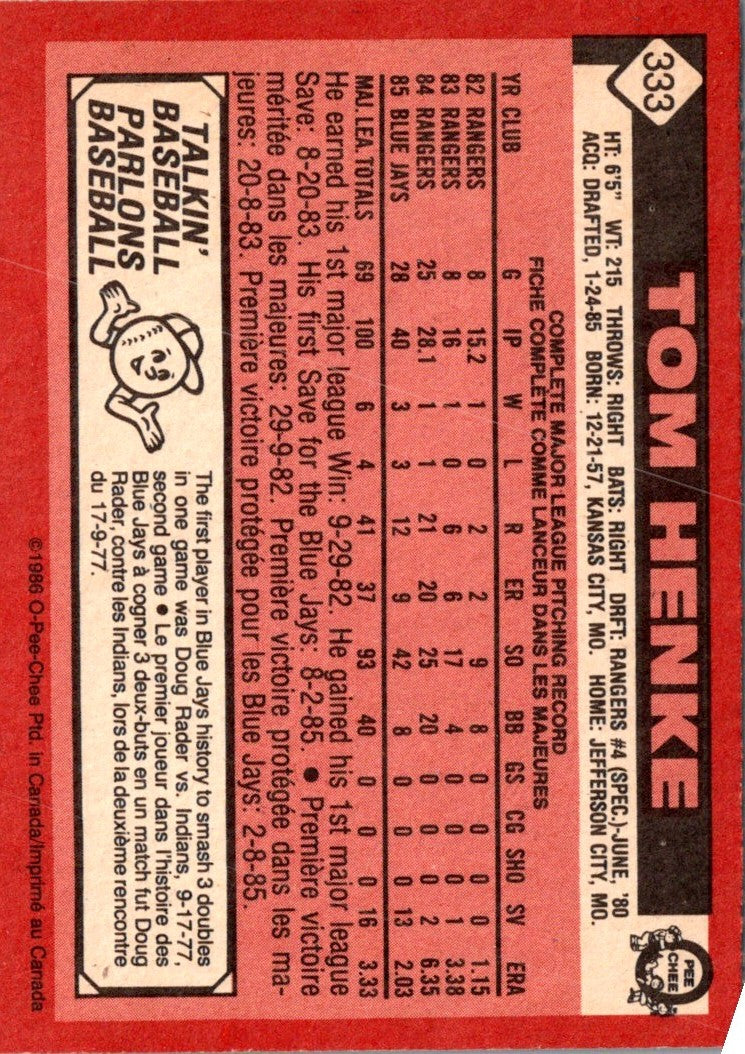 333
TOM HENKE
O PEE CHEE
HT: 6'5" WT: 215 THROWS: RIGHT BATS: RIGHT DRFT: RANGERS #4 (SPEC.)-JUNE, '80
ACQ: DRAFTED, 1-24-85 BORN: 12-21-57, KANSAS CITY, MO. HOME: JEFFERSON CITY, MO.
COMPLETE MAJOR LEAGUE PITCHING RECORD
FICHE COMPLÈTE COMME LANCEUR DANS LES MAJEURES
YR CLUB G IP W L R ER SO BB GS CG SHO SV ERA
82 RANGERS 8 15.2 1 0 2 2 9 8 0 0 0 0 1.15
83 RANGERS 8 16 1 0 6 6 17 4 0 0 0 1 3.38
84 RANGERS 25 28.1 1 1 21 20 25 20 0 0 0 2 6.35
85 BLUE JAYS 28 40 3 3 12 9 42 8 0 0 0 13 2.03
MAJ. LEA. TOTALS 69 100 6 4 41 37 93 40 0 0 0 16 3.33
He earned his 1st major league Win: 9-29-82. He gained his 1st major league
Save: 8-20-83. His first Save for the Blue Jays: 8-2-85. ● Première victoire
méritée dans les majeures: 29-9-82. Première victoire protégée dans les ma-
jeures: 20-8-83. Première victoire protégée pour les Blue Jays: 2-8-85.
TALKIN'
BASEBALL
PARLONS
BASEBALL
The first player in Blue Jays history to smash 3 doubles
in one game was Doug Rader vs. Indians, 9-17-77,
second game ● Le premier joueur dans l'histoire des
Blue Jays à cogner 3 deux-buts en un match fut Doug
Rader, contre les Indians, lors de la deuxième rencontre
du 17-9-77.
©1986 O-Pee-Chee Ptd. in Canada/Imprimé au Canada